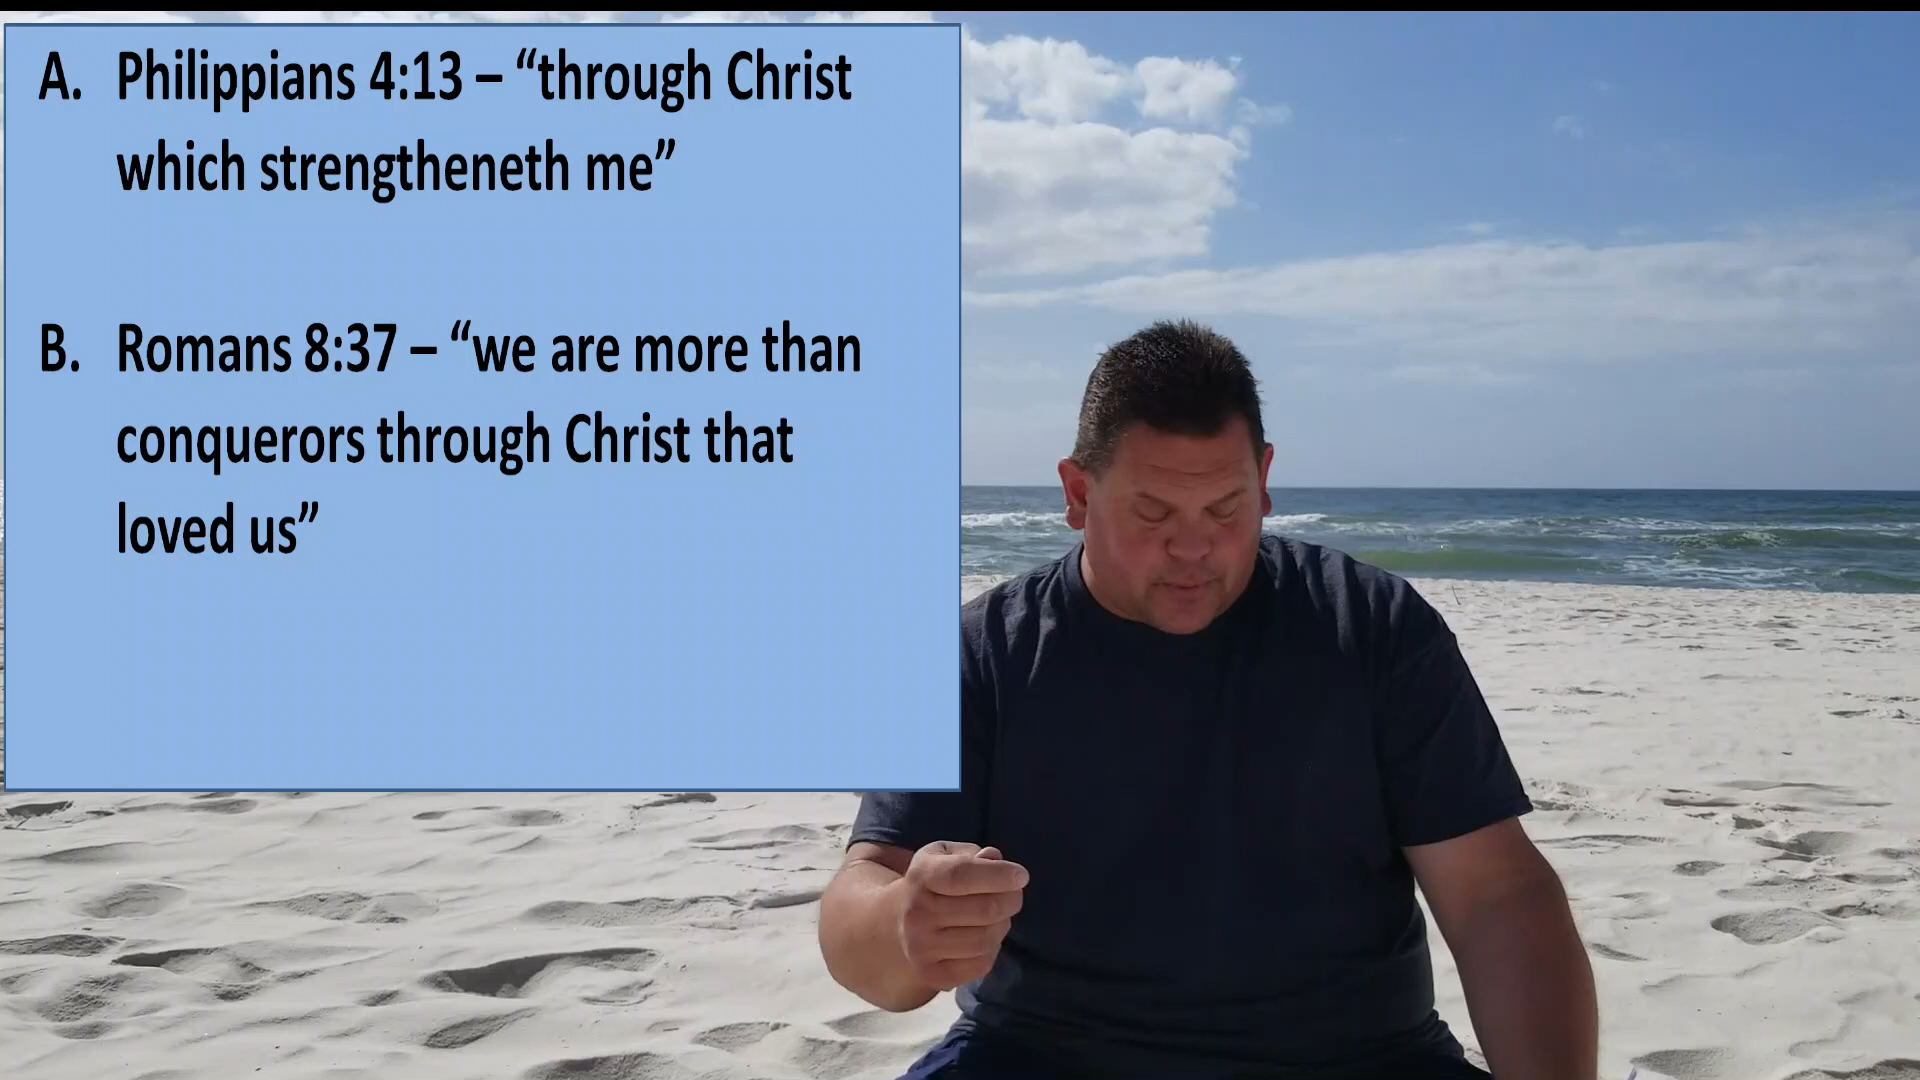 A. Philippians 4:13 – “through Christ
which strengtheneth me”
B. Romans 8:37 – “we are more than
conquerors through Christ that
loved us”